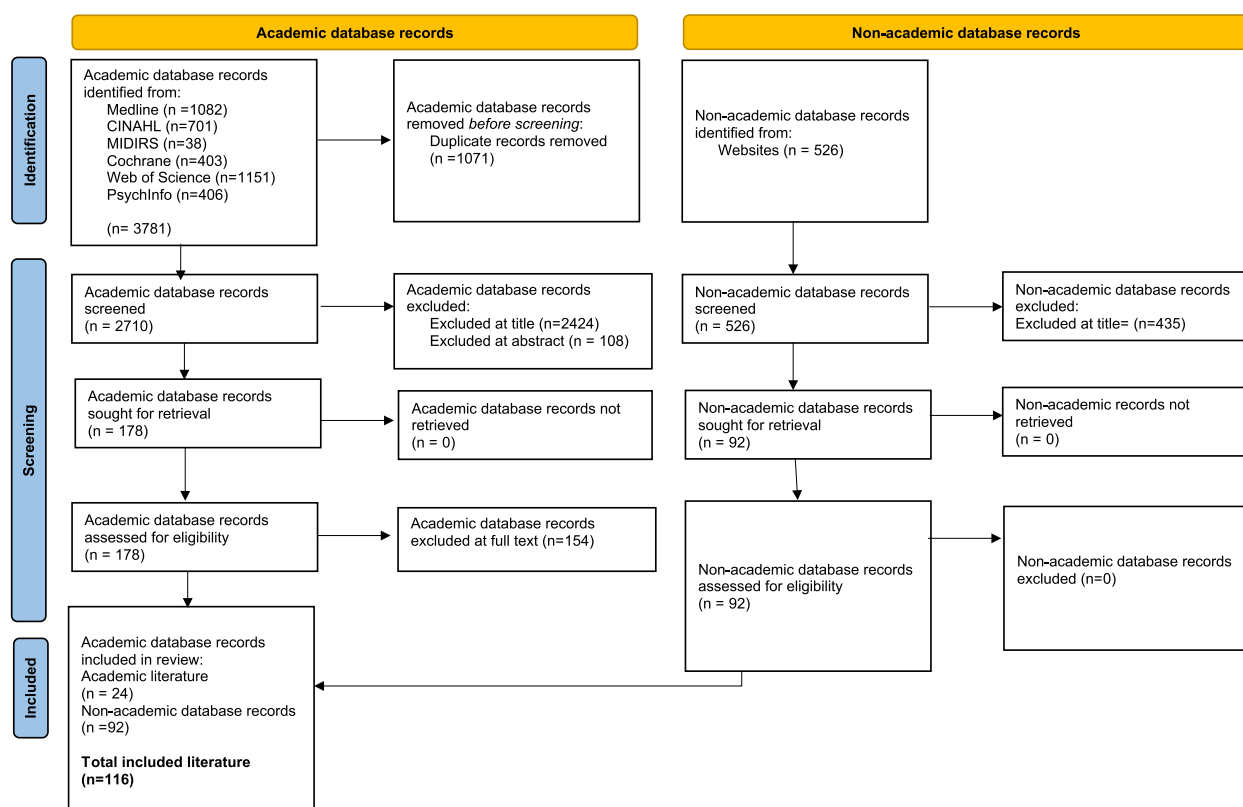 Academic database records
Non-academic database records
Identification
Academic database records
identified from:
Medline (n =1082)
CINAHL (n=701)
MIDIRS (n=38)
Cochrane (n=403)
Web of Science (n=1151)
PsychInfo (n=406)
(n= 3781)
Academic database records
removed before screening:
Duplicate records removed
(n =1071)
Non-academic database records
identified from:
Websites (n = 526)
Screening
Academic database records
screened
(n = 2710)
Academic database records
excluded:
Excluded at title (n=2424)
Excluded at abstract (n = 108)
Non-academic database records
screened
(n = 526)
Non-academic database records
excluded:
Excluded at title= (n=435)
Academic database records
sought for retrieval
(n = 178)
Academic database records not
retrieved
(n = 0)
Non-academic database records
sought for retrieval
(n = 92)
Non-academic records not
retrieved
(n = 0)
Academic database records
assessed for eligibility
(n = 178)
Academic database records
excluded at full text (n=154)
Non-academic database records
assessed for eligibility
(n = 92)
Non-academic database records
excluded (n=0)
Included
Academic database records
included in review:
Academic literature
(n = 24)
Non-academic database records
(n =92)
Total included literature
(n=116)